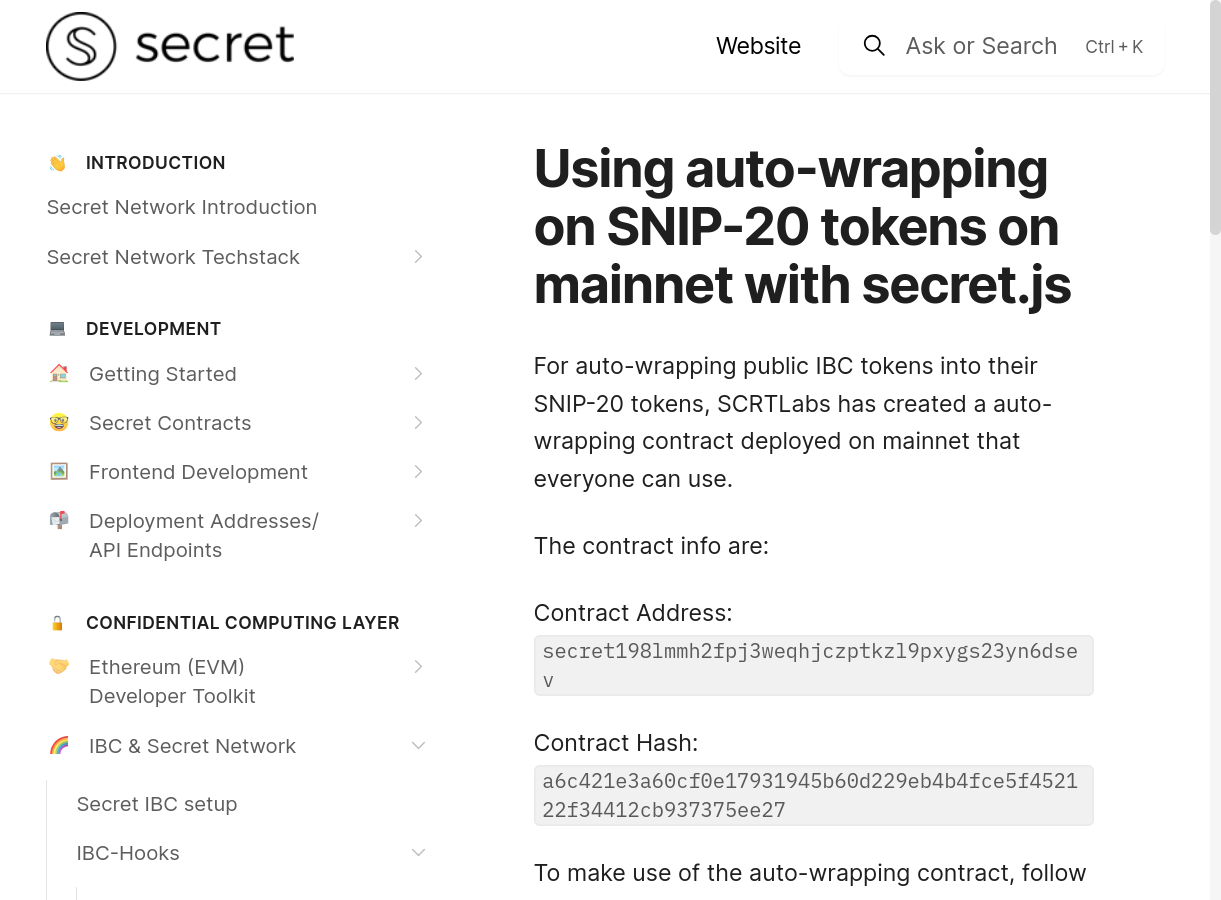 secret
Website
Ask or Search
Ctrl + K
INTRODUCTION
Secret Network Introduction
Secret Network Techstack
DEVELOPMENT
Getting Started
Secret Contracts
Frontend Development
Deployment Addresses/
API Endpoints
CONFIDENTIAL COMPUTING LAYER
Ethereum (EVM)
Developer Toolkit
IBC & Secret Network
Secret IBC setup
IBC-Hooks
Using auto-wrapping
on SNIP-20 tokens on
mainnet with secret.js
For auto-wrapping public IBC tokens into their
SNIP-20 tokens, SCRTLabs has created a auto-
wrapping contract deployed on mainnet that
everyone can use.
The contract info are:
Contract Address:
secret198lmmh2fpj3weqhjczptkzl9pxygs23yn6dse
v
Contract Hash:
a6c421e3a60cf0e17931945b60d229eb4b4fce5f4521
22f34412cb937375ee27
To make use of the auto-wrapping contract, follow